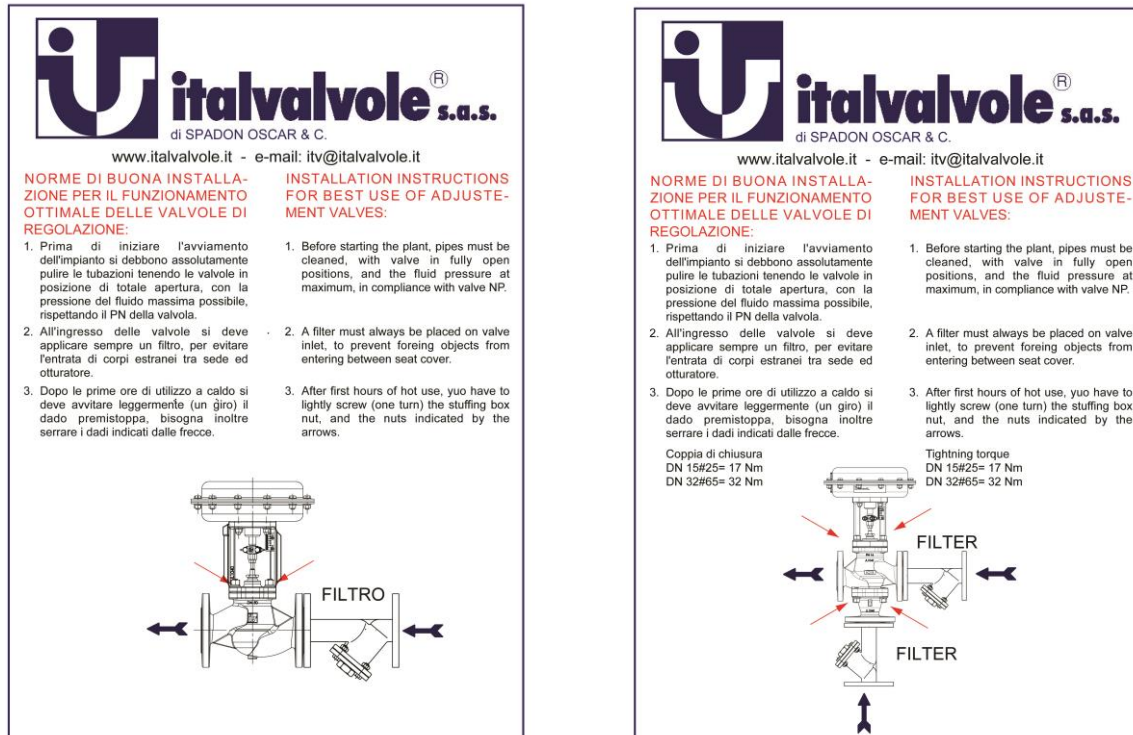 italvalvole s.a.s.
®
di SPADON OSCAR & C.
www.italvalvole.it - e-mail: itv@italvalvole.it
NORME DI BUONA INSTALLA-
ZIONE PER IL FUNZIONAMENTO
OTTIMALE DELLE VALVOLE DI
REGOLAZIONE:
1. Prima di iniziare l'avviamento
dell'impianto si debbono assolutamente
pulire le tubazioni tenendo le valvole in
posizione di totale apertura, con la
pressione del fluido massima possibile,
rispettando il PN della valvola.
2. All'ingresso delle valvole si deve
applicare sempre un filtro, per evitare
l'entrata di corpi estranei tra sede ed
otturatore.
3. Dopo le prime ore di utilizzo a caldo si
deve avvitare leggermente (un giro) il
dado premistoppa, bisogna inoltre
serrare i dadi indicati dalle frecce.
INSTALLATION INSTRUCTIONS
FOR BEST USE OF ADJUSTE-
MENT VALVES:
1. Before starting the plant, pipes must be
cleaned, with valve in fully open
positions, and the fluid pressure at
maximum, in compliance with valve NP.
2. A filter must always be placed on valve
inlet, to prevent foreing objects from
entering between seat cover.
3. After first hours of hot use, yuo have to
lightly screw (one turn) the stuffing box
nut, and the nuts indicated by the
arrows.
FILTRO
italvalvole s.a.s.
®
di SPADON OSCAR & C.
www.italvalvole.it - e-mail: itv@italvalvole.it
NORME DI BUONA INSTALLA-
ZIONE PER IL FUNZIONAMENTO
OTTIMALE DELLE VALVOLE DI
REGOLAZIONE:
1. Prima di iniziare l'avviamento
dell'impianto si debbono assolutamente
pulire le tubazioni tenendo le valvole in
posizione di totale apertura, con la
pressione del fluido massima possibile,
rispettando il PN della valvola.
2. All'ingresso delle valvole si deve
applicare sempre un filtro, per evitare
l'entrata di corpi estranei tra sede ed
otturatore.
3. Dopo le prime ore di utilizzo a caldo si
deve avvitare leggermente (un giro) il
dado premistoppa, bisogna inoltre
serrare i dadi indicati dalle frecce.
Coppia di chiusura
DN 15#25= 17 Nm
DN 32#65= 32 Nm
INSTALLATION INSTRUCTIONS
FOR BEST USE OF ADJUSTE-
MENT VALVES:
1. Before starting the plant, pipes must be
cleaned, with valve in fully open
positions, and the fluid pressure at
maximum, in compliance with valve NP.
2. A filter must always be placed on valve
inlet, to prevent foreing objects from
entering between seat cover.
3. After first hours of hot use, yuo have to
lightly screw (one turn) the stuffing box
nut, and the nuts indicated by the
arrows.
Tightning torque
DN 15#25= 17 Nm
DN 32#65= 32 Nm
FILTER
FILTER